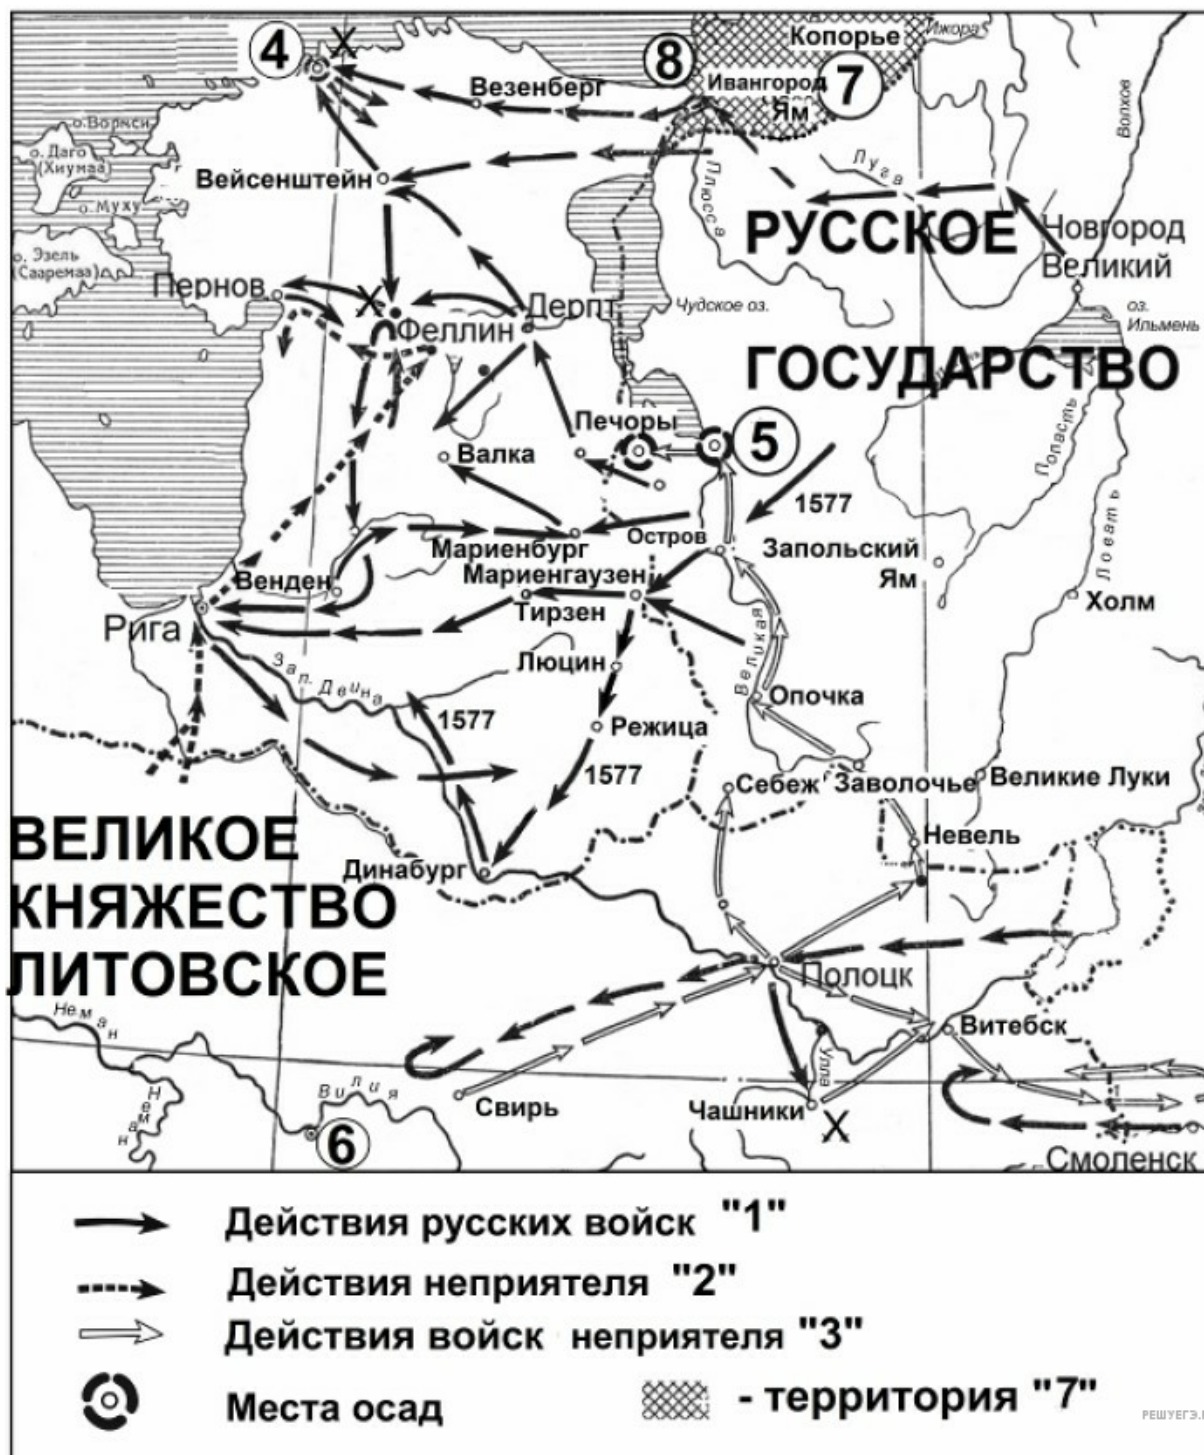 4
X
8
Копорье
Ижора
Везенберг
Ивангород
7
Ям
Волхов
о. Вормси
о. Даго
(Хиумаа)
Вейсенштейн
о. Муху
Плюсса
Луга
РУССКОЕ
Новгород
Великий
о. Эзель
(Сааремаа)
Пернов
X
Дерпт
Чудское оз.
оз.
Ильмень
Феллин
ГОСУДАРСТВО
Печоры
5
Валка
1577
Ловать
Мариенбург
Остров
Запольский
Ям
Венден
Мариенгаузен
Тирзен
Холм
Рига
Великая
Зап. Двина
Люцин
Опочка
1577
Режица
1577
Себеж
Заволочье
Великие Луки
ВЕЛИКОЕ
КНЯЖЕСТВО
ЛИТОВСКОЕ
Невель
Динабург
Полоцк
Неман
Витебск
Улла
Неман
Вилия
Свирь
Чашники
X
6
Смоленск
Действия русских войск "1"
Действия неприятеля "2"
Действия войск неприятеля "3"
Места осад
- территория "7"